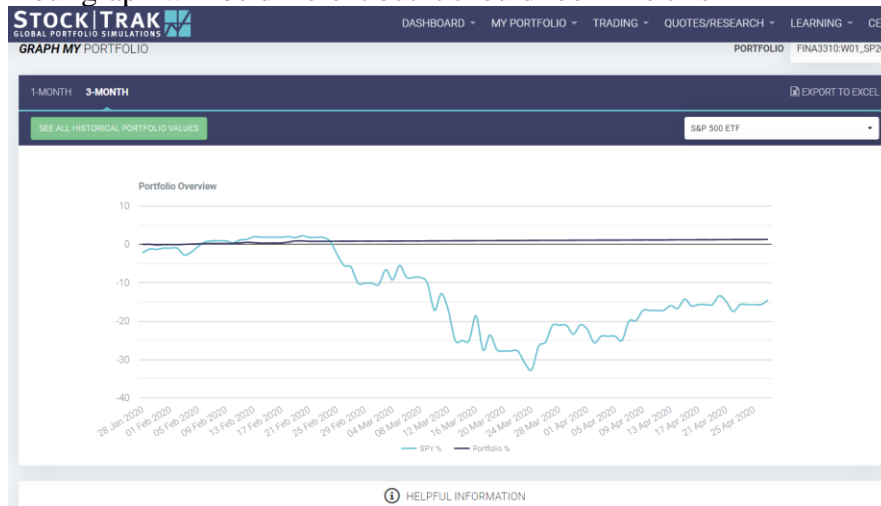 STOCK|TRAK
GLOBAL PORTFOLIO SIMULATIONS
DASHBOARD MY PORTFOLIO TRADING QUOTES/RESEARCH LEARNING CE
GRAPH MY PORTFOLIO
PORTFOLIO FINA3310:W01_SP2
1-MONTH 3-MONTH
EXPORT TO EXCEL
SEE ALL HISTORICAL PORTFOLIO VALUES
S&P 500 ETF
Portfolio Overview
10
0
-10
-20
-30
-40
28 Jan 2020 01 Feb 2020 05 Feb 2020 09 Feb 2020 13 Feb 2020 17 Feb 2020 21 Feb 2020 25 Feb 2020 29 Feb 2020 04 Mar 2020 08 Mar 2020 12 Mar 2020 16 Mar 2020 20 Mar 2020 24 Mar 2020 28 Mar 2020 01 Apr 2020 05 Apr 2020 09 Apr 2020 13 Apr 2020 17 Apr 2020 21 Apr 2020 25 Apr 2020
SPY % Portfolio %
HELPFUL INFORMATION